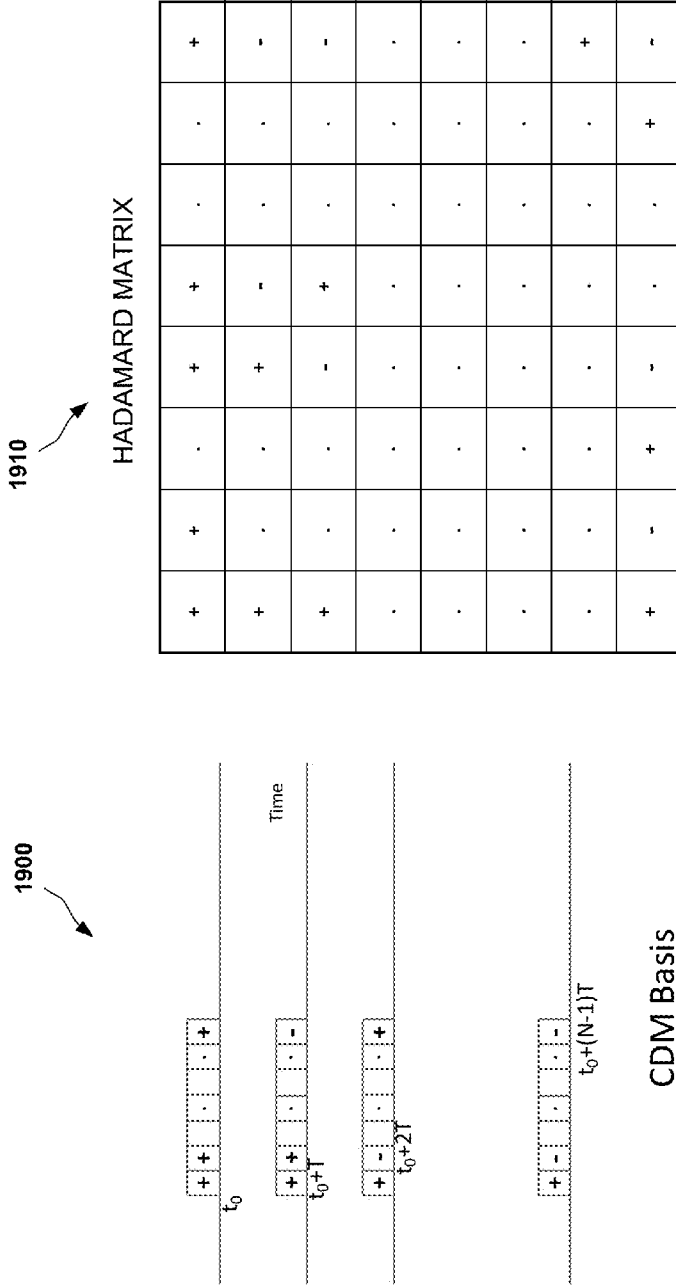 1900
+ + · · +
t₀
Time
+ + · · -
t₀+T
+ - · · +
t₀+2T
+ - · · -
t₀+(N-1)T
CDM Basis
1910
HADAMARD MATRIX
+ + · + + · · +
+ · · + - · · -
+ · · - + · · -
· · · · · · · ·
· · · · · · · ·
· · · · · · · ·
· · · · · · · +
+ - + - · · + -